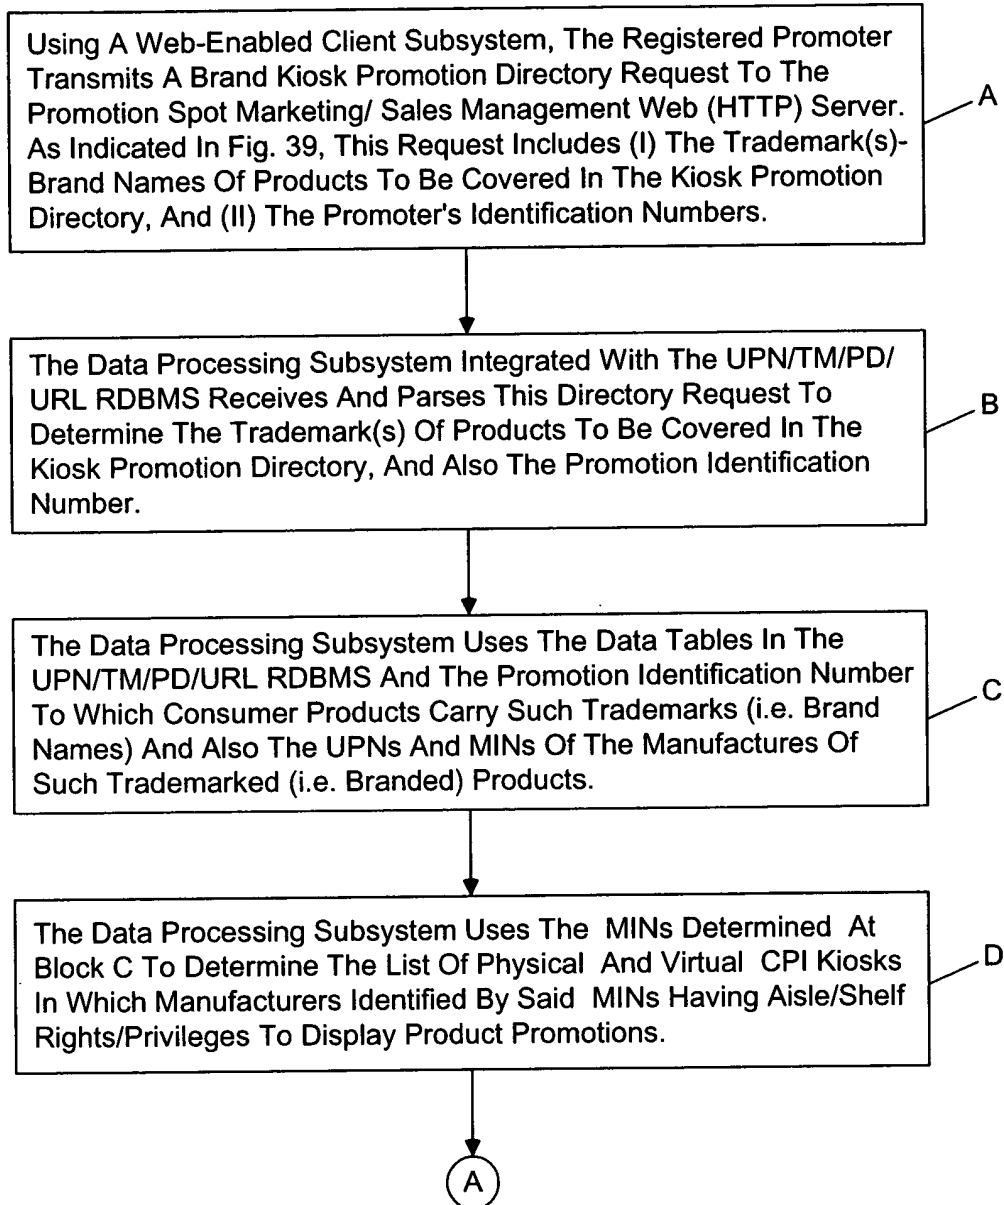 Using A Web-Enabled Client Subsystem, The Registered Promoter
Transmits A Brand Kiosk Promotion Directory Request To The
Promotion Spot Marketing/ Sales Management Web (HTTP) Server.
As Indicated In Fig. 39, This Request Includes (I) The Trademark(s)-
Brand Names Of Products To Be Covered In The Kiosk Promotion
Directory, And (II) The Promoter's Identification Numbers.
A
The Data Processing Subsystem Integrated With The UPN/TM/PD/
URL RDBMS Receives And Parses This Directory Request To
Determine The Trademark(s) Of Products To Be Covered In The
Kiosk Promotion Directory, And Also The Promotion Identification
Number.
B
The Data Processing Subsystem Uses The Data Tables In The
UPN/TM/PD/URL RDBMS And The Promotion Identification Number
To Which Consumer Products Carry Such Trademarks (i.e. Brand
Names) And Also The UPNs And MINs Of The Manufactures Of
Such Trademarked (i.e. Branded) Products.
C
The Data Processing Subsystem Uses The MINs Determined At
Block C To Determine The List Of Physical And Virtual CPI Kiosks
In Which Manufacturers Identified By Said MINs Having Aisle/Shelf
Rights/Privileges To Display Product Promotions.
D
A